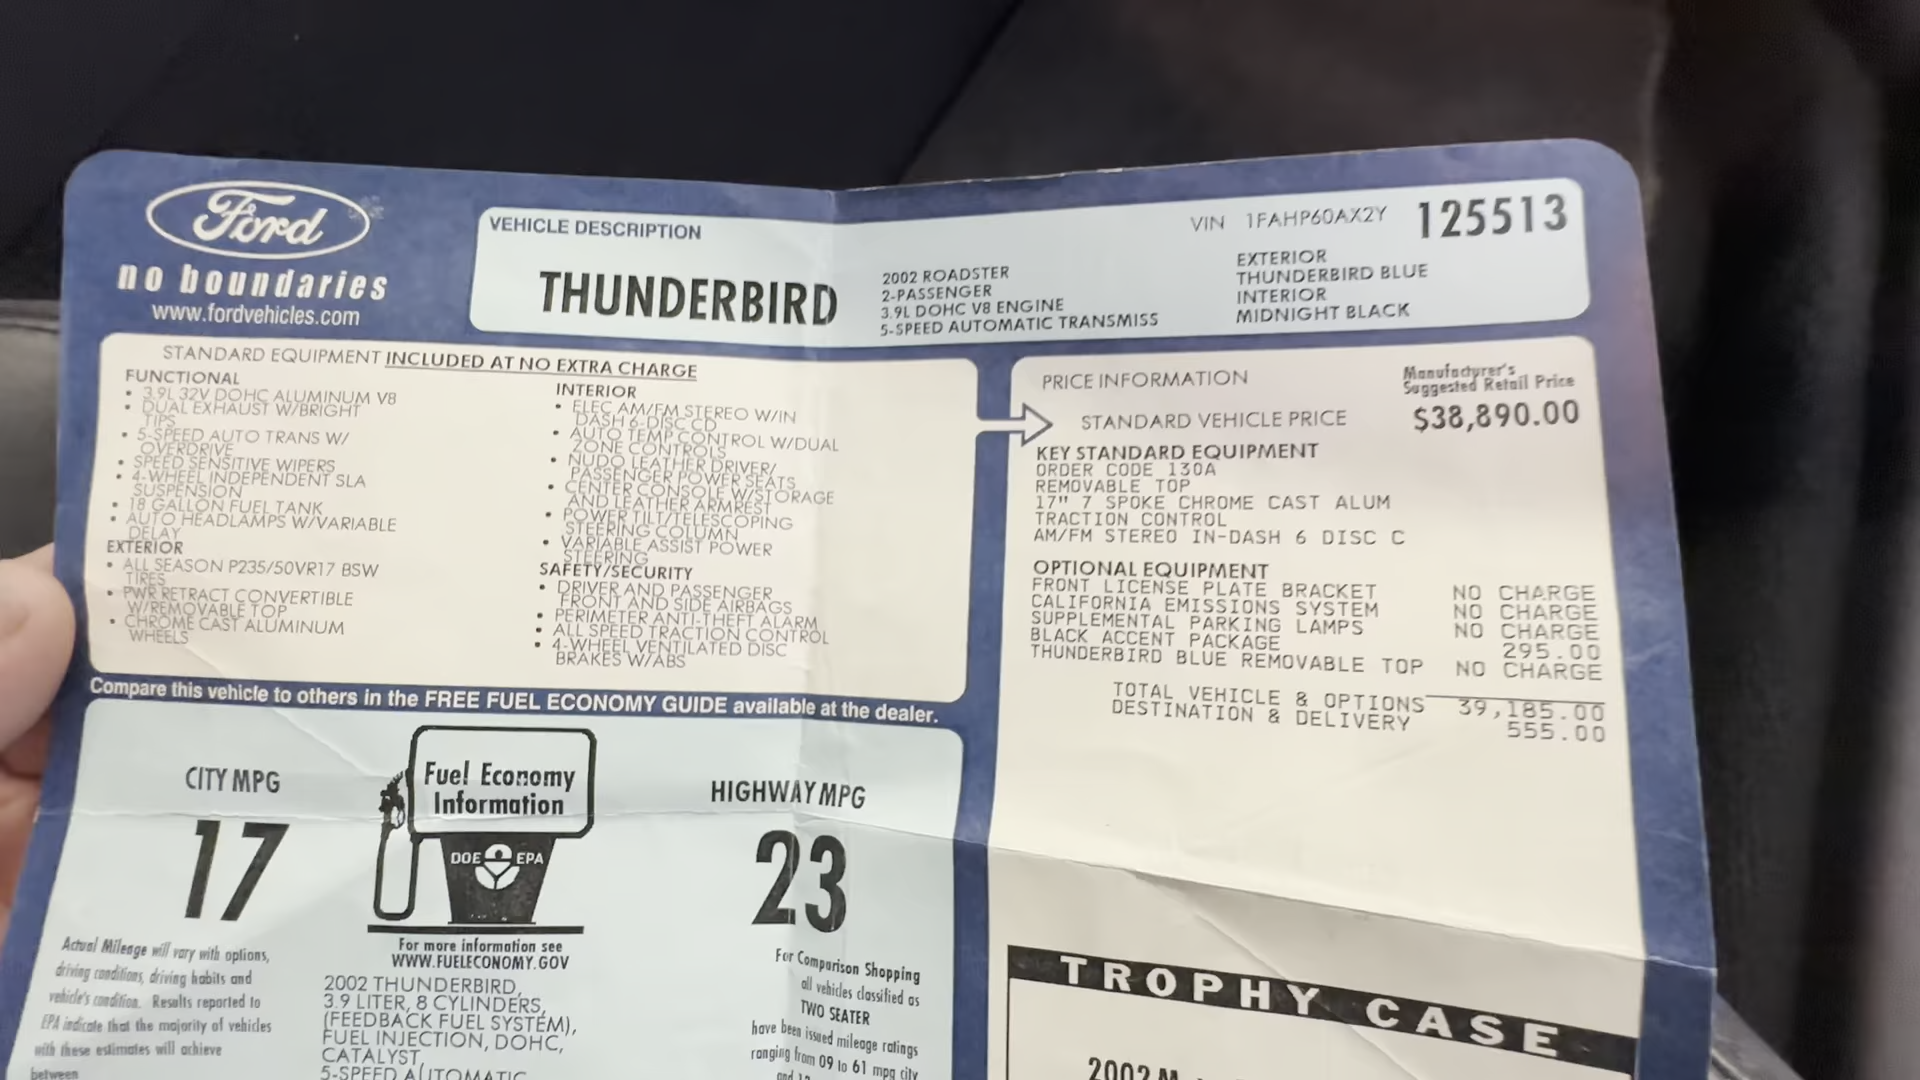 Ford
no boundaries
www.fordvehicles.com
VEHICLE DESCRIPTION
THUNDERBIRD
2002 ROADSTER
2-PASSENGER
3.9L DOHC V8 ENGINE
5-SPEED AUTOMATIC TRANSMISS
VIN 1FAHP60AX2Y 125513
EXTERIOR
THUNDERBIRD BLUE
INTERIOR
MIDNIGHT BLACK
STANDARD EQUIPMENT INCLUDED AT NO EXTRA CHARGE
FUNCTIONAL
• 3.9L 32V DOHC ALUMINUM V8
• DUAL EXHAUST W/BRIGHT
TIPS
• 5-SPEED AUTO TRANS W/
OVERDRIVE
• SPEED SENSITIVE WIPERS
• 4-WHEEL INDEPENDENT SLA
SUSPENSION
• 18 GALLON FUEL TANK
• AUTO HEADLAMPS W/VARIABLE
DELAY
EXTERIOR
• ALL SEASON P235/50VR17 BSW
TIRES
• PWR RETRACT CONVERTIBLE
W/REMOVABLE TOP
• CHROME CAST ALUMINUM
WHEELS
INTERIOR
• ELEC AM/FM STEREO W/IN
DASH 6-DISC CD
• AUTO TEMP CONTROL W/DUAL
ZONE CONTROLS
• NUDO LEATHER DRIVER/
PASSENGER POWER SEATS
• CENTER CONSOLE W/STORAGE
AND LEATHER ARMREST
• POWER TILT/TELESCOPING
STEERING COLUMN
• VARIABLE ASSIST POWER
STEERING
SAFETY/SECURITY
• DRIVER AND PASSENGER
FRONT AND SIDE AIRBAGS
• PERIMETER ANTI-THEFT ALARM
• ALL SPEED TRACTION CONTROL
• 4-WHEEL VENTILATED DISC
BRAKES W/ABS
PRICE INFORMATION
Manufacturer's
Suggested Retail Price
STANDARD VEHICLE PRICE $38,890.00
KEY STANDARD EQUIPMENT
ORDER CODE 130A
REMOVABLE TOP
17" 7 SPOKE CHROME CAST ALUM
TRACTION CONTROL
AM/FM STEREO IN-DASH 6 DISC C
OPTIONAL EQUIPMENT
FRONT LICENSE PLATE BRACKET NO CHARGE
CALIFORNIA EMISSIONS SYSTEM NO CHARGE
SUPPLEMENTAL PARKING LAMPS NO CHARGE
BLACK ACCENT PACKAGE 295.00
THUNDERBIRD BLUE REMOVABLE TOP NO CHARGE
TOTAL VEHICLE & OPTIONS 39,185.00
DESTINATION & DELIVERY 555.00
Compare this vehicle to others in the FREE FUEL ECONOMY GUIDE available at the dealer.
CITY MPG
17
Fuel Economy
Information
DOE EPA
HIGHWAY MPG
23
Actual Mileage will vary with options,
driving conditions, driving habits and
vehicle's condition. Results reported to
EPA indicate that the majority of vehicles
with these estimates will achieve
between
For more information see
WWW.FUELECONOMY.GOV
2002 THUNDERBIRD,
3.9 LITER, 8 CYLINDERS,
(FEEDBACK FUEL SYSTEM),
FUEL INJECTION, DOHC,
CATALYST,
5-SPEED AUTOMATIC
For Comparison Shopping
all vehicles classified as
TWO SEATER
have been issued mileage ratings
ranging from 09 to 61 mpg city
and
TROPHY CASE
2002